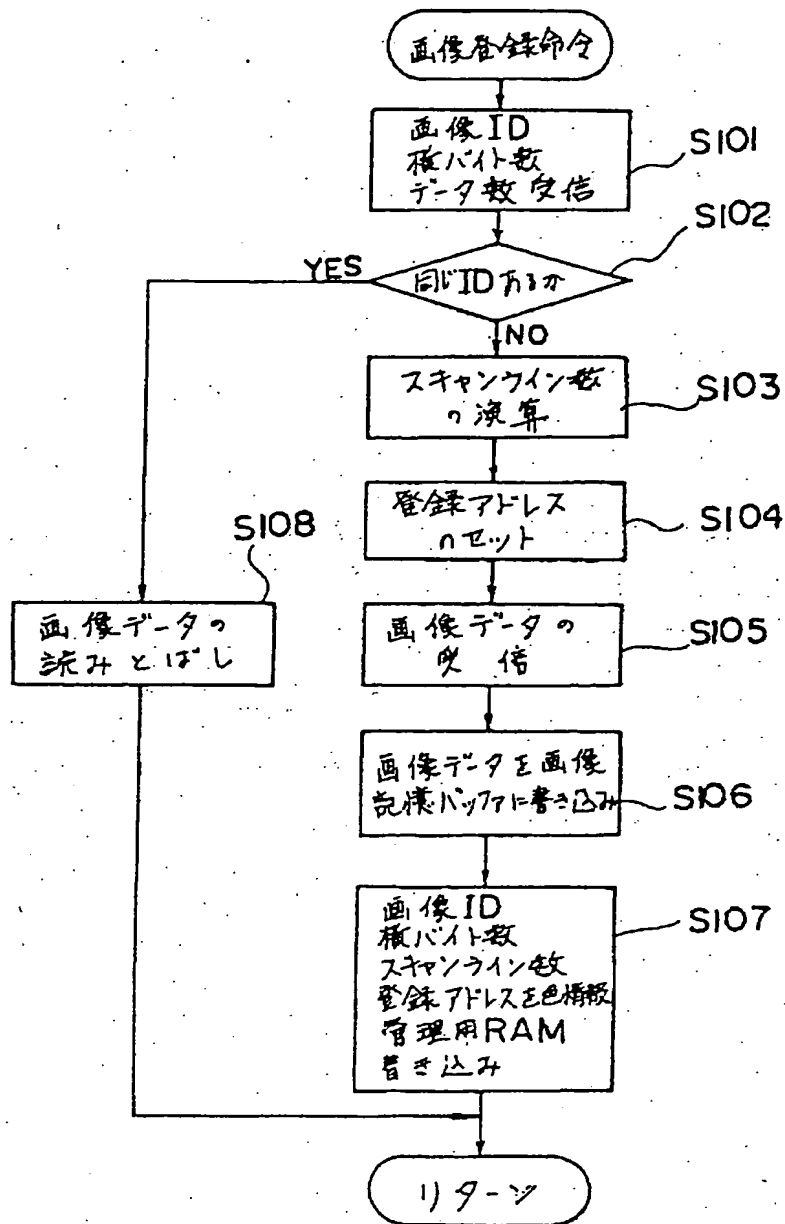 画像登録命令
画像ID
横バイト数
データ数受信
S101
S102
同じIDあるか
YES
NO
スキャンライン数
の演算
S103
登録アドレス
のセット
S104
S108
画像データの
読みとばし
画像データの
受信
S105
画像データを画像
記憶バッファに書き込み
S106
画像ID
横バイト数
スキャンライン数
登録アドレスを色情報
管理用RAM
書き込み
S107
リターン